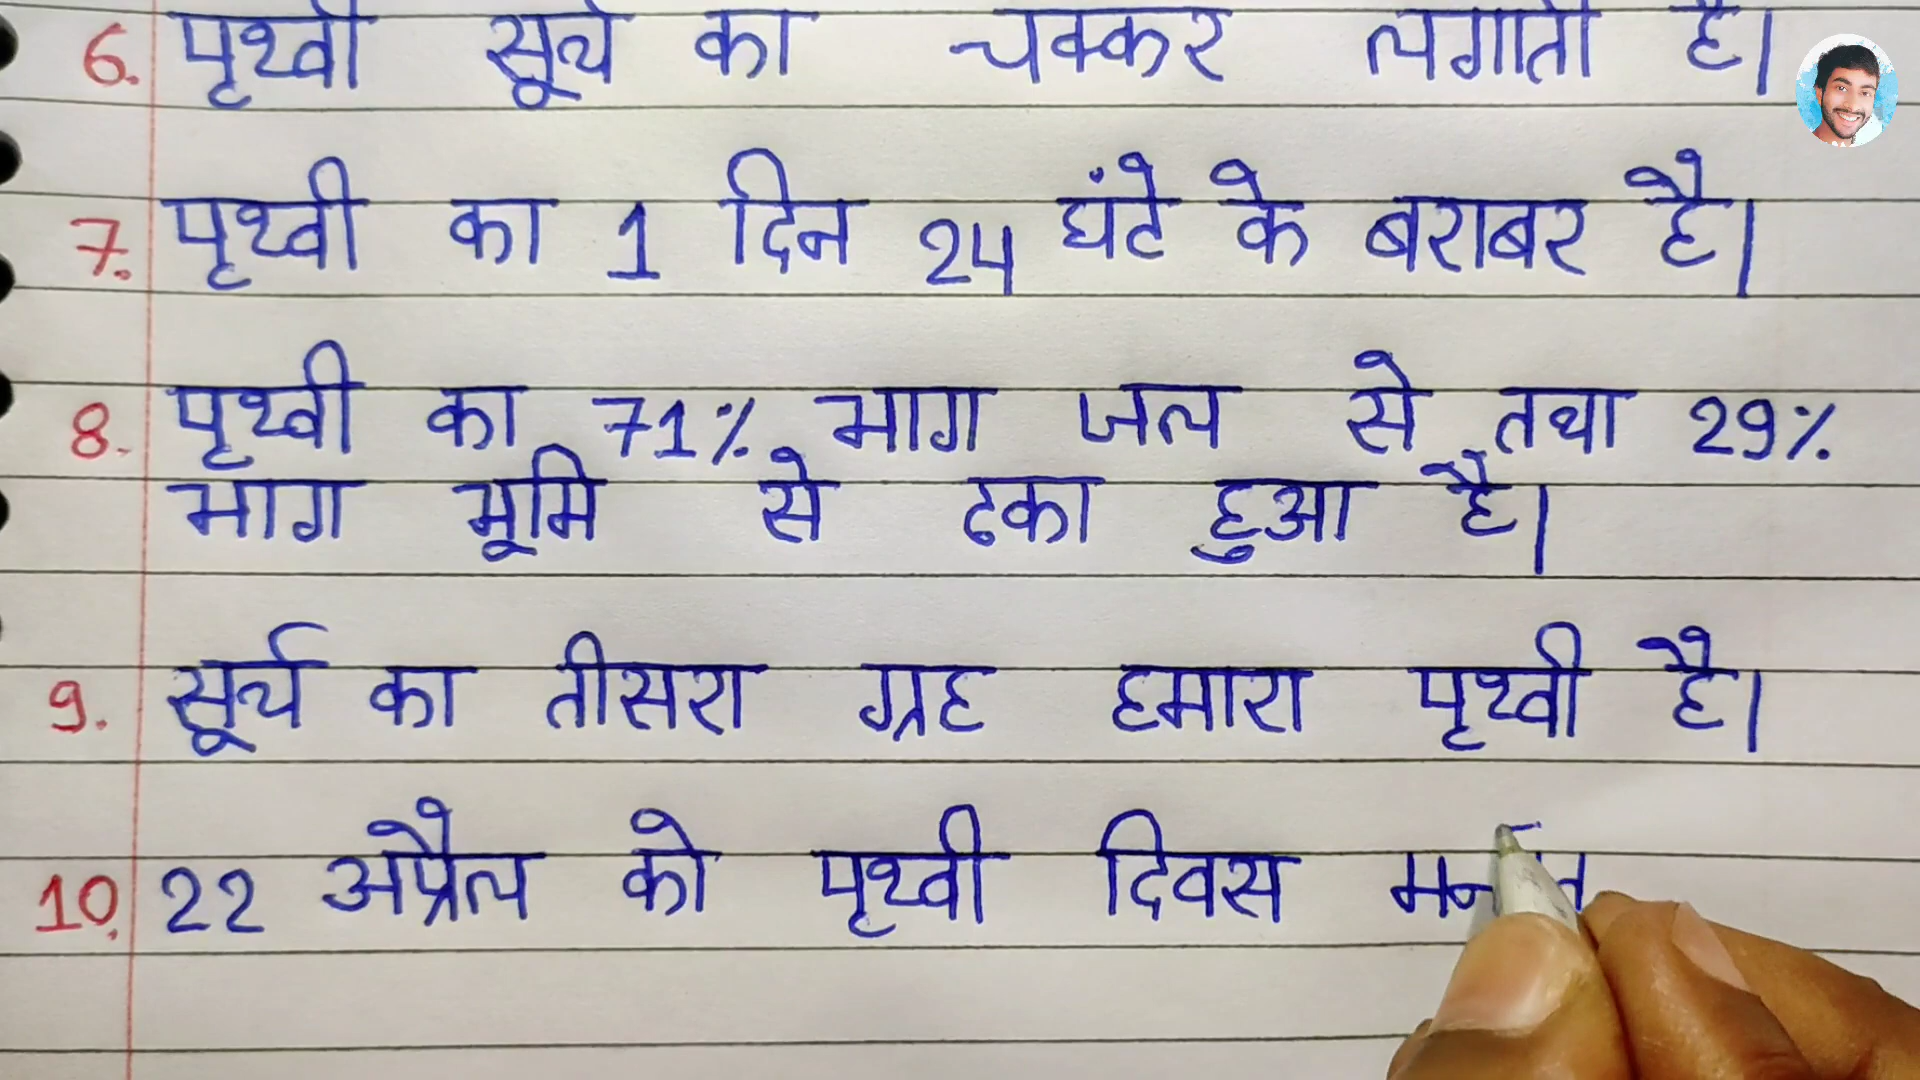 6. पृथ्वी सूर्य का चक्कर लगाती है।
7. पृथ्वी का 1 दिन 24 घंटे के बराबर है।
8. पृथ्वी का 71% भाग जल से तथा 29%
भाग भूमि से ढका हुआ है।
9. सूर्य का तीसरा ग्रह हमारा पृथ्वी है।
10. 22 अप्रैल को पृथ्वी दिवस